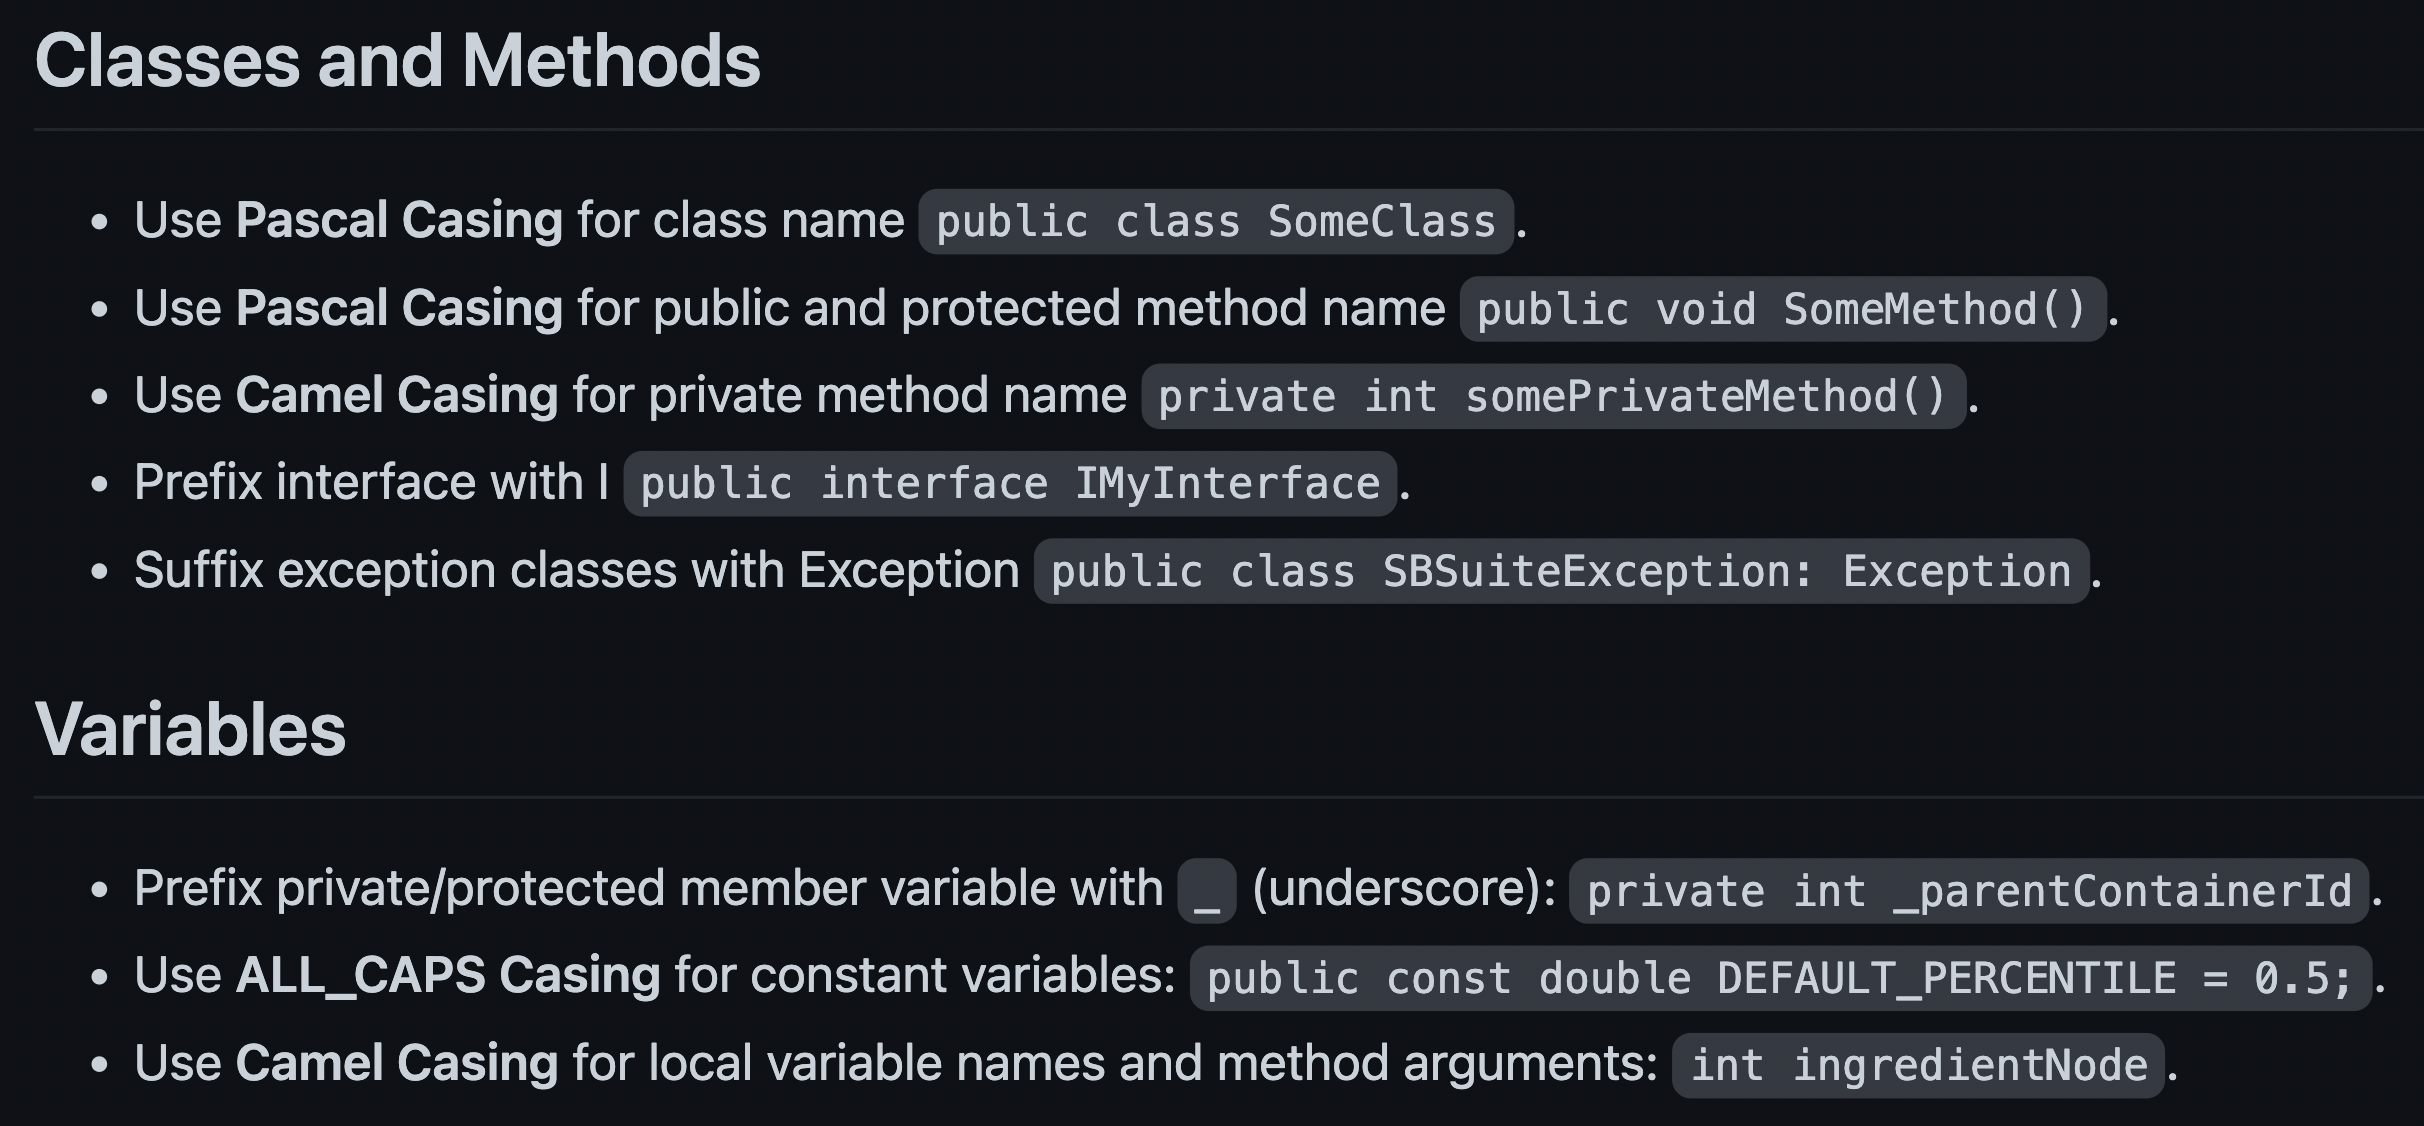 Classes and Methods
• Use Pascal Casing for class name public class SomeClass.
• Use Pascal Casing for public and protected method name public void SomeMethod().
• Use Camel Casing for private method name private int somePrivateMethod().
• Prefix interface with I public interface IMyInterface.
• Suffix exception classes with Exception public class SBSuiteException: Exception.
Variables
• Prefix private/protected member variable with _ (underscore): private int _parentContainerId.
• Use ALL_CAPS Casing for constant variables: public const double DEFAULT_PERCENTILE = 0.5;.
• Use Camel Casing for local variable names and method arguments: int ingredientNode.